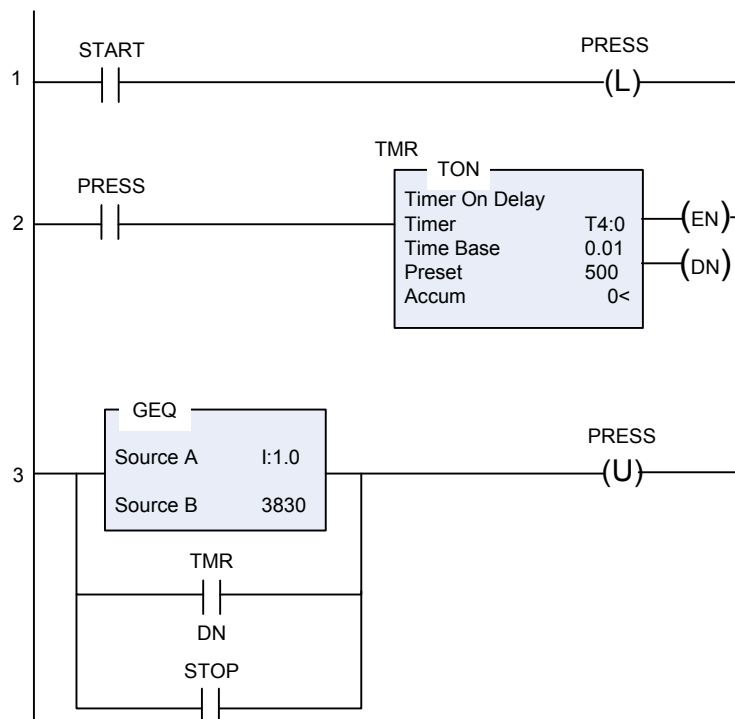 START
PRESS
1
(L)
TMR
TON
PRESS
Timer On Delay
Timer T4:0
(EN)
2
Time Base 0.01
(DN)
Preset 500
Accum 0<
GEQ
PRESS
Source A I:1.0
3
(U)
Source B 3830
TMR
DN
STOP